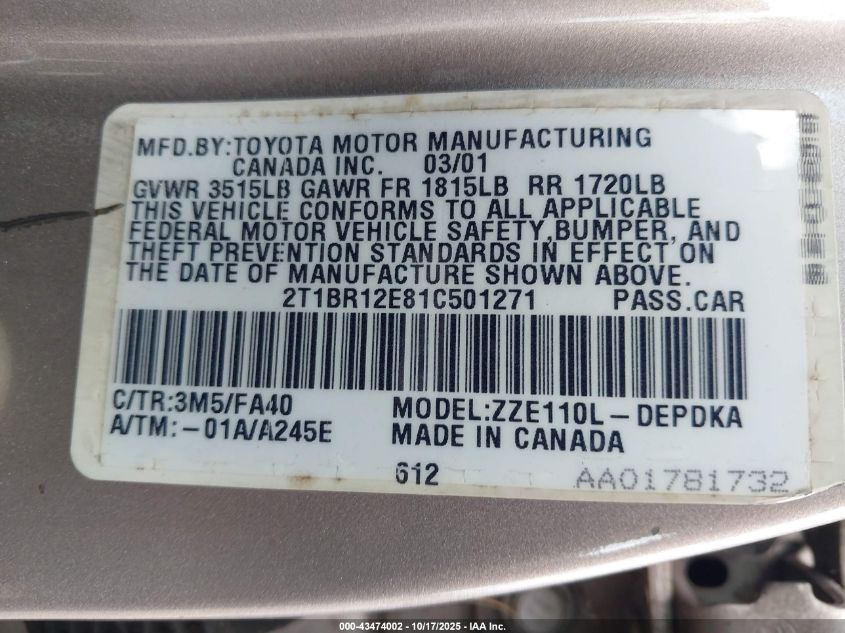 MFD.BY:TOYOTA MOTOR MANUFACTURING
CANADA INC. 03/01
GVWR 3515LB GAWR FR 1815LB RR 1720LB
THIS VEHICLE CONFORMS TO ALL APPLICABLE
FEDERAL MOTOR VEHICLE SAFETY,BUMPER, AND
THEFT PREVENTION STANDARDS IN EFFECT ON
THE DATE OF MANUFACTURE SHOWN ABOVE.
2T1BR12E81C501271 PASS.CAR
C/TR:3M5/FA40 MODEL:ZZE110L-DEPDKA
A/TM:-01A/A245E MADE IN CANADA
612 AA01781732
000-43474002 - 10/17/2025 - IAA Inc.